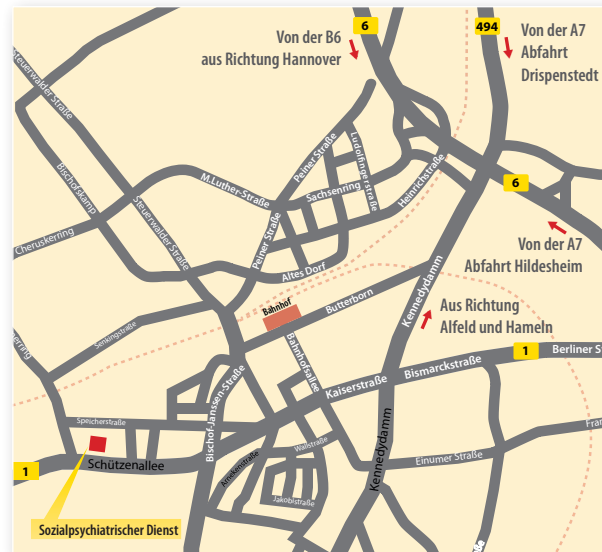 6
494
Von der B6
aus Richtung Hannover
Von der A7
Abfahrt
Drispenstedt
Steuerwalder Straße
Peiner Straße
Ludolfingerstraße
Bischofskamp
M.Luther-Straße
Sachsenring
Heinrichstraße
6
Steuerwalder Straße
Cheruskerring
Peiner Straße
Von der A7
Abfahrt Hildesheim
Altes Dorf
Kennedydamm
Bahnhof
Butterborn
Aus Richtung
Alfeld und Hameln
Senkingstraße
Bahnhofsallee
1
Berliner S
Bismarckstraße
Kaiserstraße
Bischof-Janssen-Straße
Speicherstraße
Wallstraße
Einumer Straße
Schützenallee
1
Arnekenstraße
Kennedydamm
Jakobistraße
Sozialpsychiatrischer Dienst